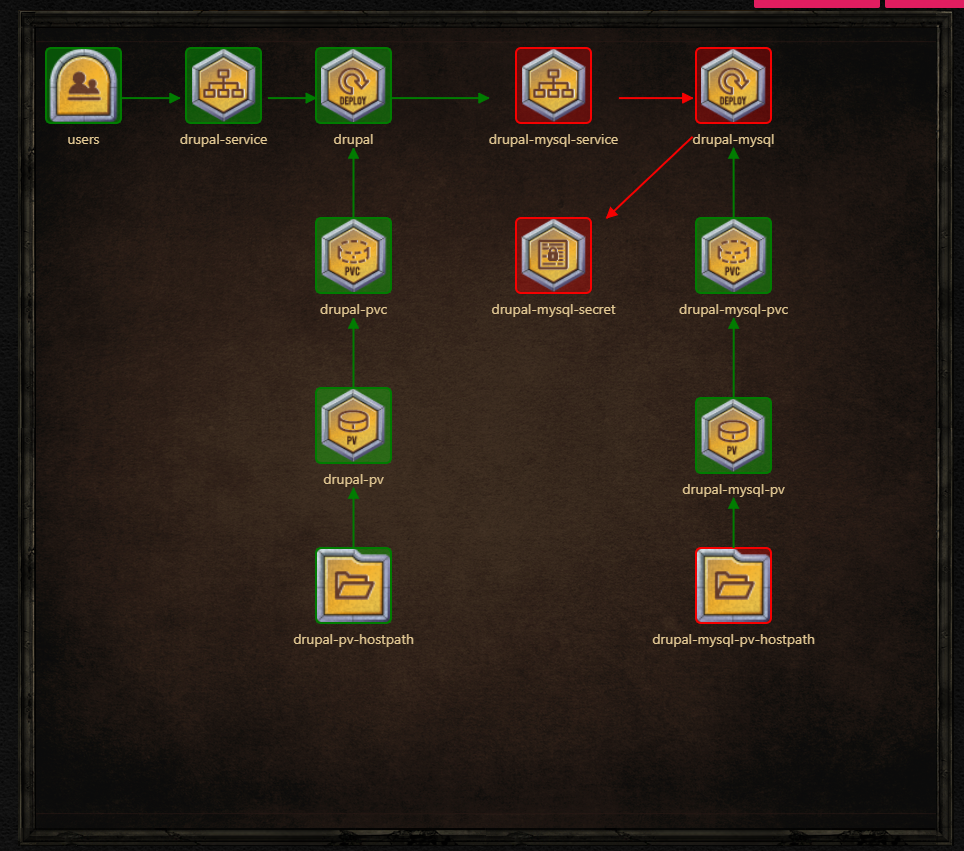 DEPLOY
DEPLOY
users
drupal-service
drupal
drupal-mysql-service
drupal-mysql
PVC
PVC
drupal-pvc
drupal-mysql-secret
drupal-mysql-pvc
PV
PV
drupal-pv
drupal-mysql-pv
drupal-pv-hostpath
drupal-mysql-pv-hostpath